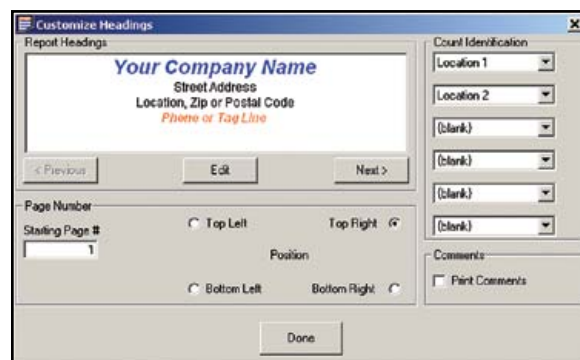 Customize Headings
Report Headings
Your Company Name
Street Address
Location, Zip or Postal Code
Phone or Tag Line
< Previous
Edit
Next >
Page Number
Starting Page #
1
Top Left
Top Right
Position
Bottom Left
Bottom Right
Count Identification
Location 1
Location 2
(blank)
(blank)
(blank)
(blank)
Comments
Print Comments
Done